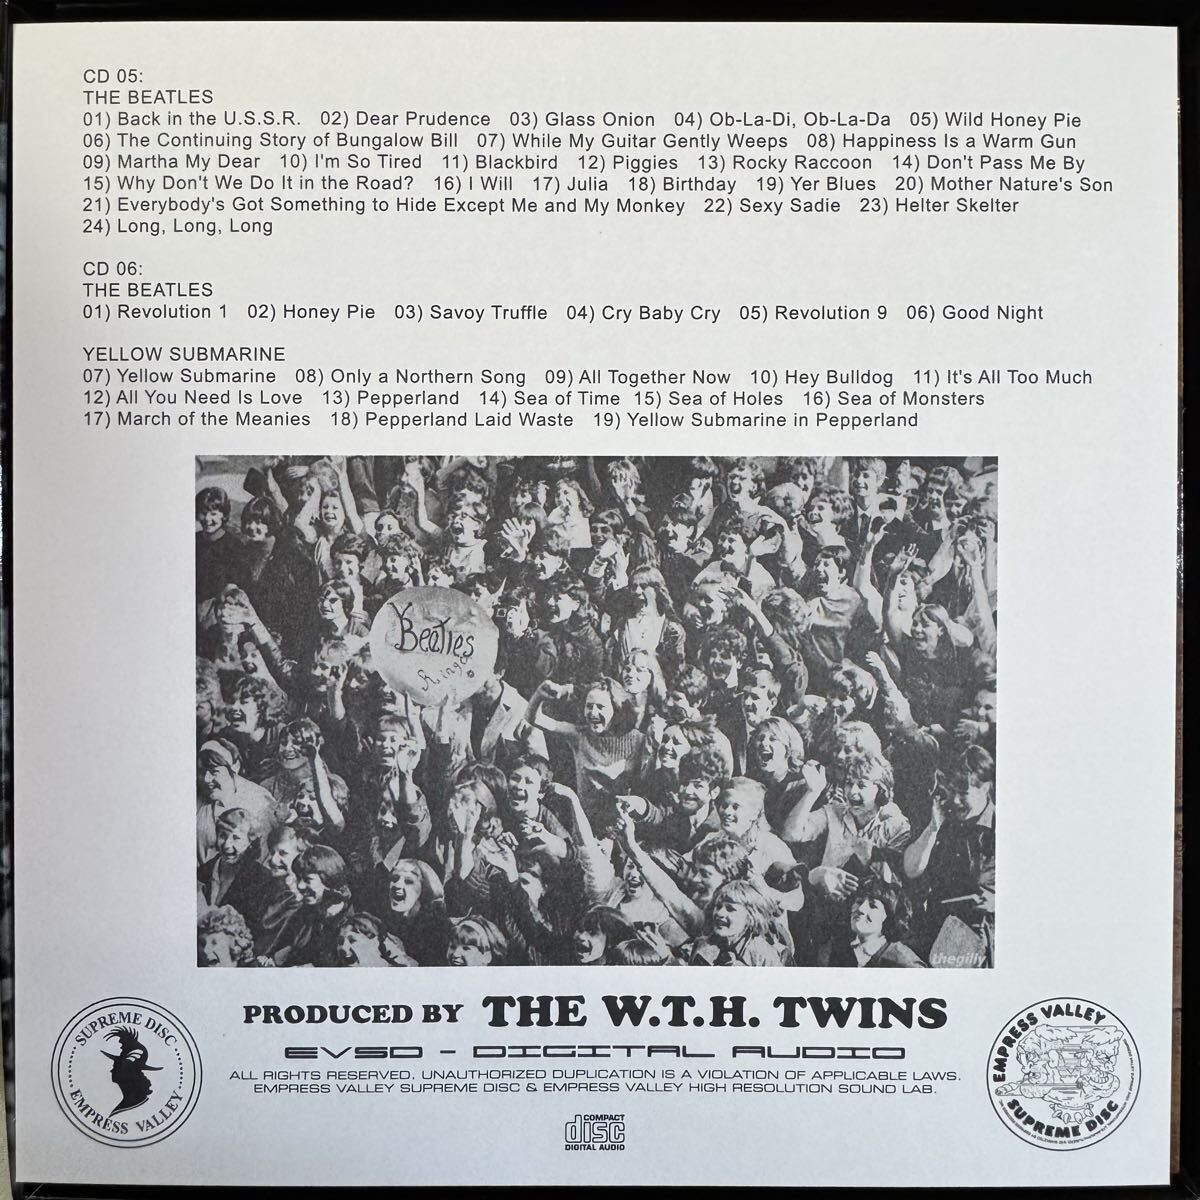 CD 05:
THE BEATLES
01) Back in the U.S.S.R. 02) Dear Prudence 03) Glass Onion 04) Ob-La-Di, Ob-La-Da 05) Wild Honey Pie
06) The Continuing Story of Bungalow Bill 07) While My Guitar Gently Weeps 08) Happiness Is a Warm Gun
09) Martha My Dear 10) I'm So Tired 11) Blackbird 12) Piggies 13) Rocky Raccoon 14) Don't Pass Me By
15) Why Don't We Do It in the Road? 16) I Will 17) Julia 18) Birthday 19) Yer Blues 20) Mother Nature's Son
21) Everybody's Got Something to Hide Except Me and My Monkey 22) Sexy Sadie 23) Helter Skelter
24) Long, Long, Long
CD 06:
THE BEATLES
01) Revolution 1 02) Honey Pie 03) Savoy Truffle 04) Cry Baby Cry 05) Revolution 9 06) Good Night
YELLOW SUBMARINE
07) Yellow Submarine 08) Only a Northern Song 09) All Together Now 10) Hey Bulldog 11) It's All Too Much
12) All You Need Is Love 13) Pepperland 14) Sea of Time 15) Sea of Holes 16) Sea of Monsters
17) March of the Meanies 18) Pepperland Laid Waste 19) Yellow Submarine in Pepperland
Beatles
Ringo
thegilly
PRODUCED BY THE W.T.H. TWINS
EVSD - DIGITAL AUDIO
ALL RIGHTS RESERVED. UNAUTHORIZED DUPLICATION IS A VIOLATION OF APPLICABLE LAWS.
EMPRESS VALLEY SUPREME DISC & EMPRESS VALLEY HIGH RESOLUTION SOUND LAB.
SUPREME DISC
EMPRESS VALLEY
EMPRESS VALLEY
SUPREME DISC
COMPACT
disc
DIGITAL AUDIO